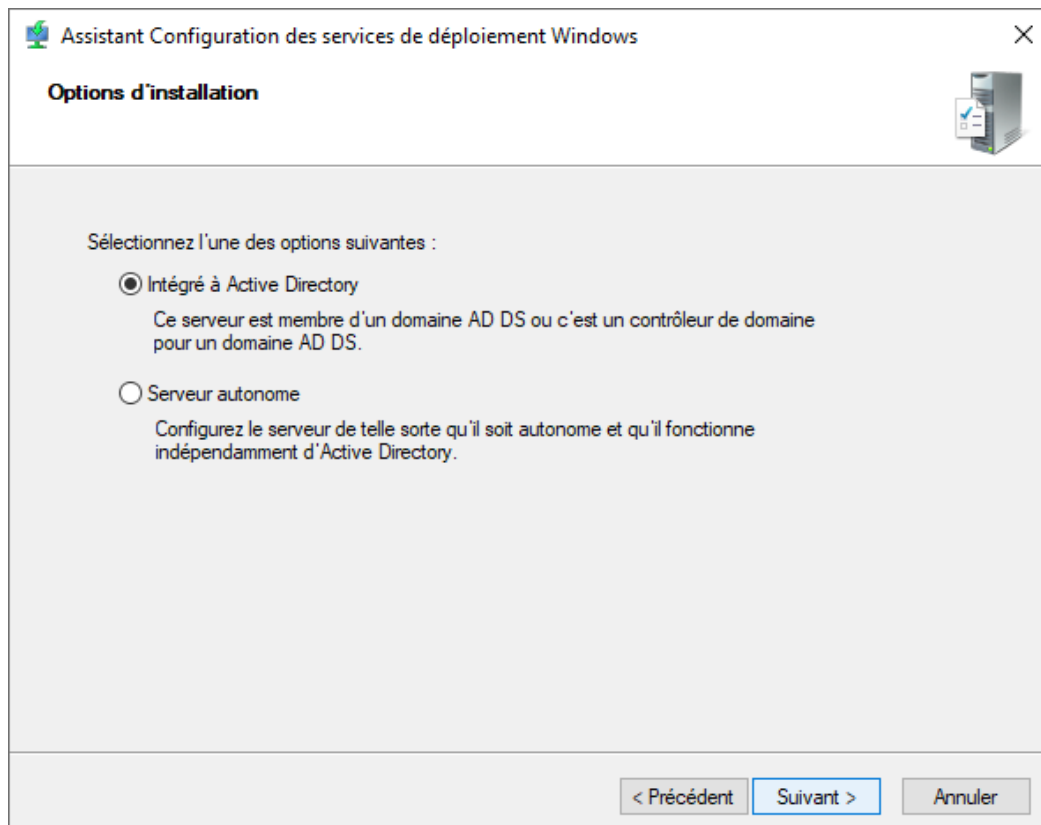 Assistant Configuration des services de déploiement Windows
Options d'installation
Sélectionnez l'une des options suivantes :
Intégré à Active Directory
Ce serveur est membre d'un domaine AD DS ou c'est un contrôleur de domaine
pour un domaine AD DS.
Serveur autonome
Configurez le serveur de telle sorte qu'il soit autonome et qu'il fonctionne
indépendamment d'Active Directory.
< Précédent Suivant > Annuler